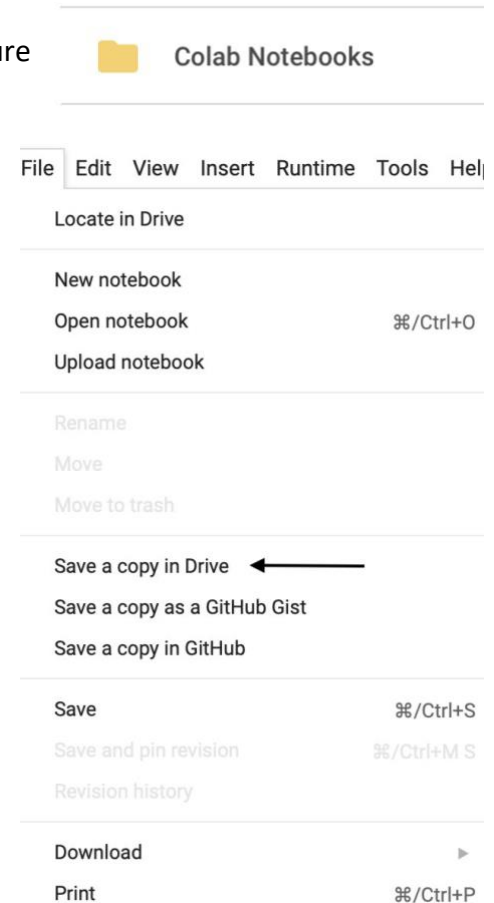 Colab Notebooks
File Edit View Insert Runtime Tools
Locate in Drive
New notebook
Open notebook ⌘/Ctrl+O
Upload notebook
Rename
Move
Move to trash
Save a copy in Drive
Save a copy as a GitHub Gist
Save a copy in GitHub
Save ⌘/Ctrl+S
Save and pin revision ⌘/Ctrl+M S
Revision history
Download
Print ⌘/Ctrl+P